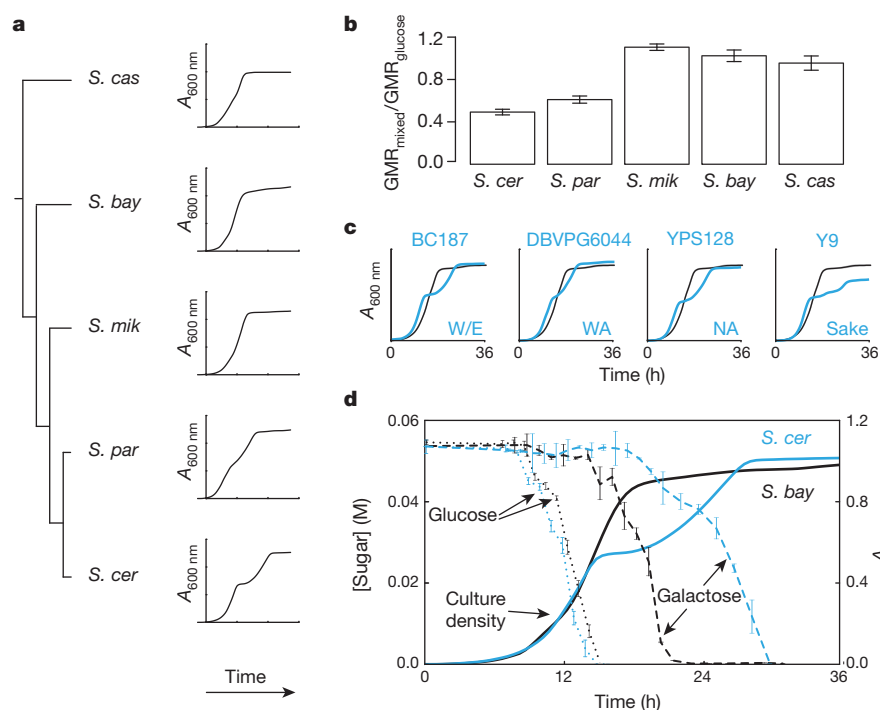 a
S. cas
A600 nm
S. bay
A600 nm
S. mik
A600 nm
S. par
A600 nm
S. cer
A600 nm
Time
b
GMRmixed/GMRglucose
1.2
0.8
0.4
0.0
S. cer S. par S. mik S. bay S. cas
c
BC187 DBVPG6044 YPS128 Y9
A600 nm
W/E WA NA Sake
0 36 0 36 0 36 0 36
Time (h)
d
[Sugar] (M)
0.06
0.04
0.02
0.0
S. cer
S. bay
Glucose
Galactose
Culture
density
1.2
0.8
0.4
0.0
0 12 24 36
Time (h)